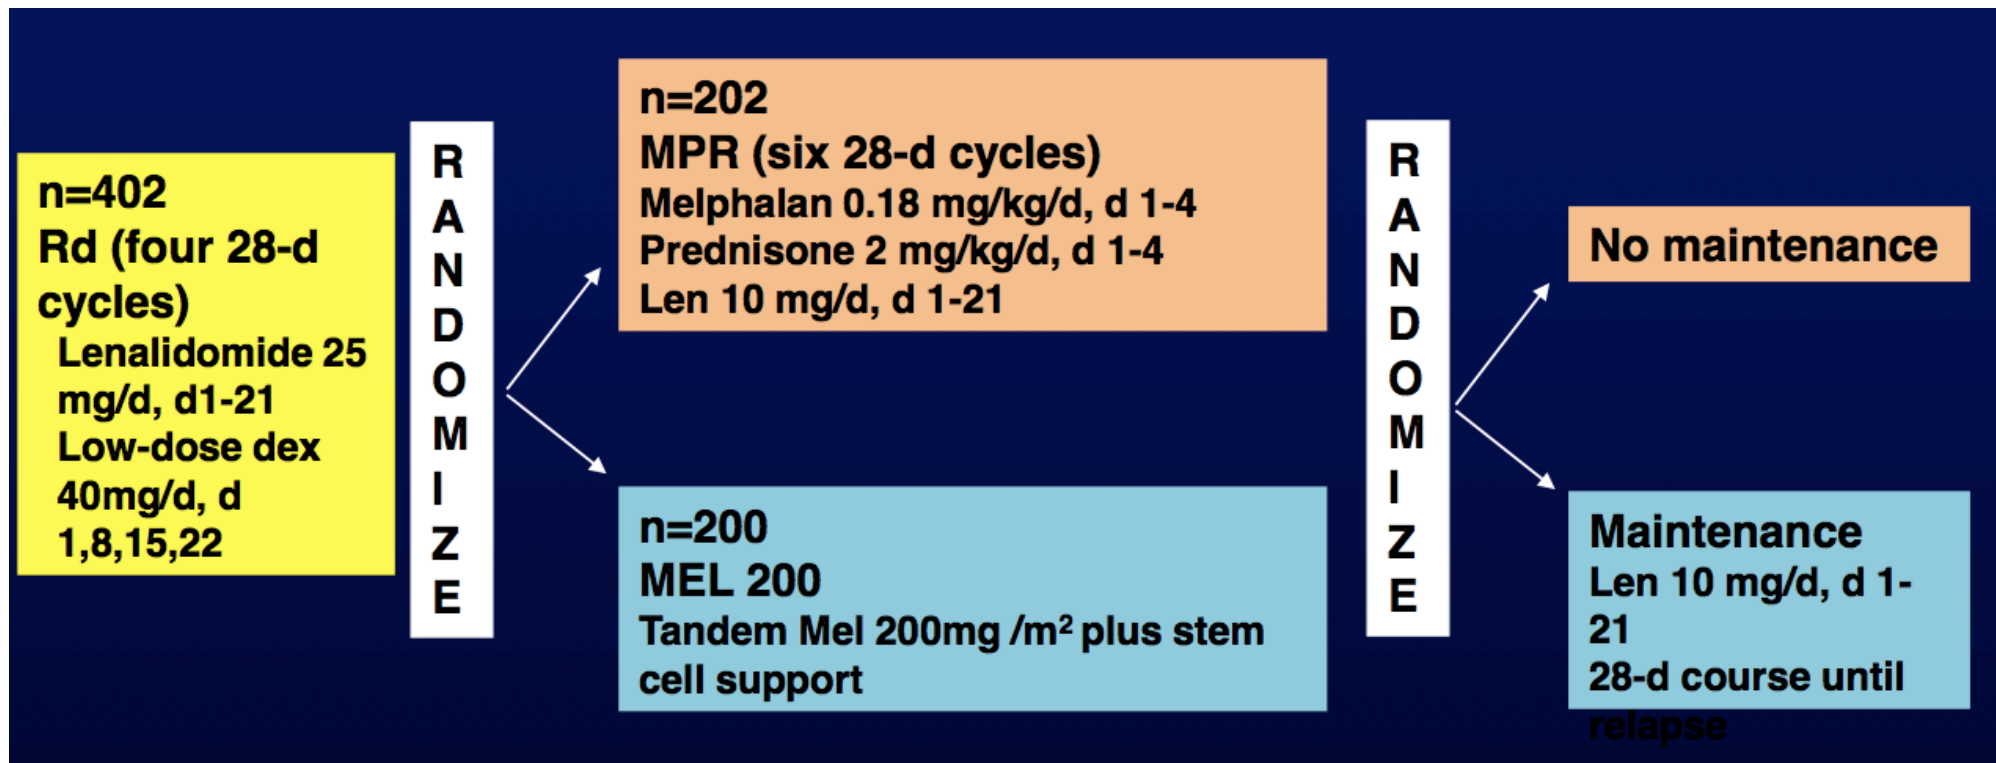 n=402
Rd (four 28-d
cycles)
Lenalidomide 25
mg/d, d1-21
Low-dose dex
40mg/d, d
1,8,15,22
R
A
N
D
O
M
I
Z
E
n=202
MPR (six 28-d cycles)
Melphalan 0.18 mg/kg/d, d 1-4
Prednisone 2 mg/kg/d, d 1-4
Len 10 mg/d, d 1-21
n=200
MEL 200
Tandem Mel 200mg /m² plus stem
cell support
R
A
N
D
O
M
I
Z
E
No maintenance
Maintenance
Len 10 mg/d, d 1-
21
28-d course until
relapse